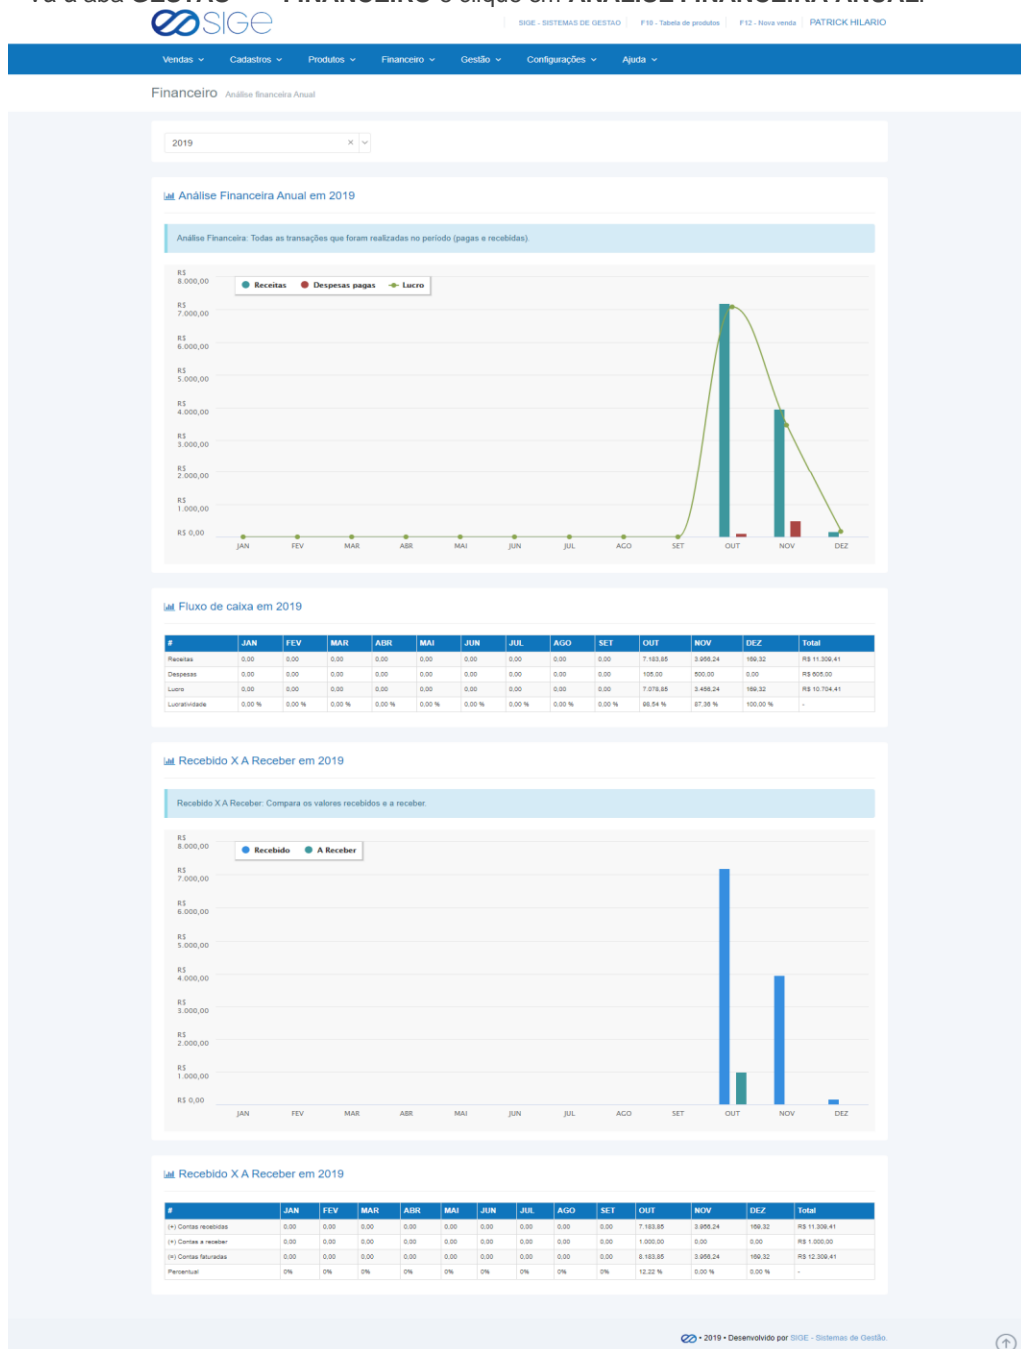 Vá à aba GESTÃO FINANCEIRO e clique em ANÁLISE FINANCEIRA ANUAL.
SIGE
SIGE - SISTEMAS DE GESTAO F10 - Tabela de produtos F12 - Nova venda PATRICK HILARIO
Vendas Cadastros Produtos Financeiro Gestão Configurações Ajuda
Financeiro Análise financeira Anual
2019
Análise Financeira Anual em 2019
Análise Financeira: Todas as transações que foram realizadas no período (pagas e recebidas).
R$
8.000,00
Receitas Despesas pagas Lucro
R$
7.000,00
R$
6.000,00
R$
5.000,00
R$
4.000,00
R$
3.000,00
R$
2.000,00
R$
1.000,00
R$ 0,00
JAN FEV MAR ABR MAI JUN JUL AGO SET OUT NOV DEZ
Fluxo de caixa em 2019
# JAN FEV MAR ABR MAI JUN JUL AGO SET OUT NOV DEZ Total
Receitas 0,00 0,00 0,00 0,00 0,00 0,00 0,00 0,00 0,00 7.183,85 3.956,24 169,32 R$ 11.309,41
Despesas 0,00 0,00 0,00 0,00 0,00 0,00 0,00 0,00 0,00 105,00 500,00 0,00 R$ 605,00
Lucro 0,00 0,00 0,00 0,00 0,00 0,00 0,00 0,00 0,00 7.078,85 3.456,24 169,32 R$ 10.704,41
Lucratividade 0,00 % 0,00 % 0,00 % 0,00 % 0,00 % 0,00 % 0,00 % 0,00 % 0,00 % 98,54 % 87,36 % 100,00 % -
Recebido X A Receber em 2019
Recebido X A Receber: Compara os valores recebidos e a receber.
R$
8.000,00
Recebido A Receber
R$
7.000,00
R$
6.000,00
R$
5.000,00
R$
4.000,00
R$
3.000,00
R$
2.000,00
R$
1.000,00
R$ 0,00
JAN FEV MAR ABR MAI JUN JUL AGO SET OUT NOV DEZ
Recebido X A Receber em 2019
# JAN FEV MAR ABR MAI JUN JUL AGO SET OUT NOV DEZ Total
(+) Contas recebidas 0,00 0,00 0,00 0,00 0,00 0,00 0,00 0,00 0,00 7.183,85 3.956,24 169,32 R$ 11.309,41
(+) Contas a receber 0,00 0,00 0,00 0,00 0,00 0,00 0,00 0,00 0,00 1.000,00 0,00 0,00 R$ 1.000,00
(=) Contas faturadas 0,00 0,00 0,00 0,00 0,00 0,00 0,00 0,00 0,00 8.183,85 3.956,24 169,32 R$ 12.309,41
Percentual 0% 0% 0% 0% 0% 0% 0% 0% 0% 12,22 % 0,00 % 0,00 % -
• 2019 • Desenvolvido por SIGE - Sistemas de Gestão.